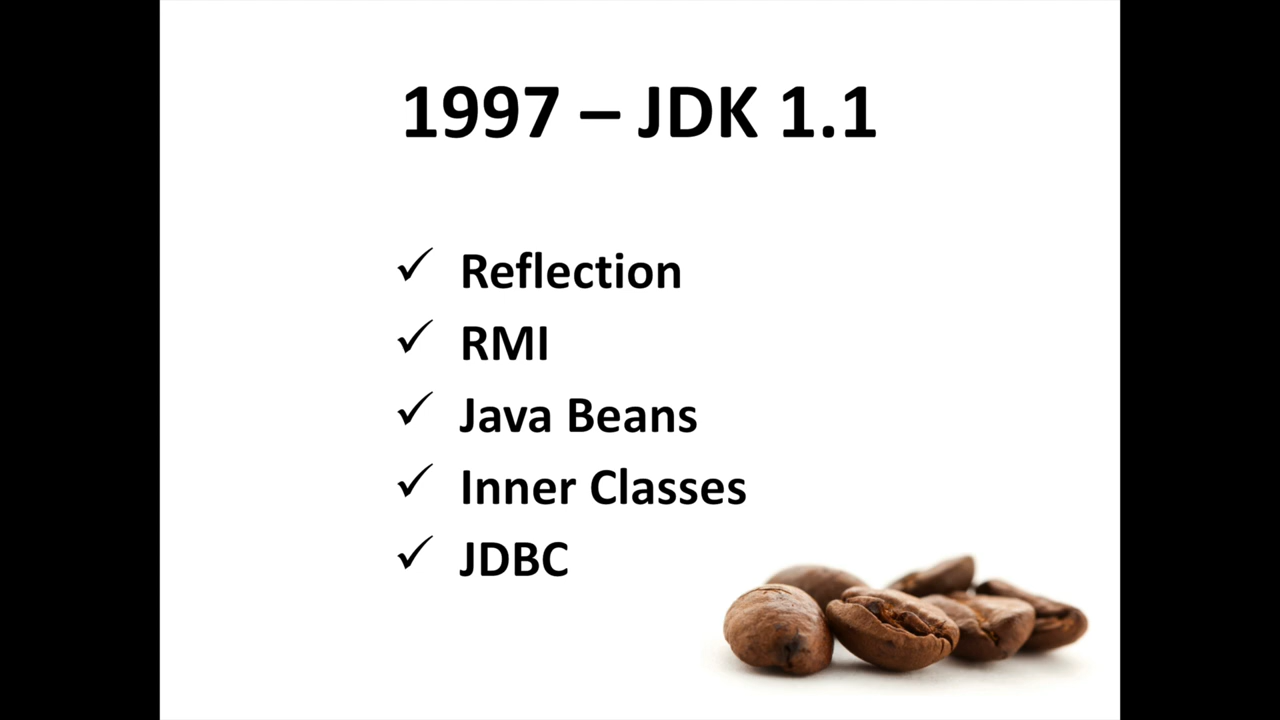 1997 – JDK 1.1
✓ Reflection
✓ RMI
✓ Java Beans
✓ Inner Classes
✓ JDBC